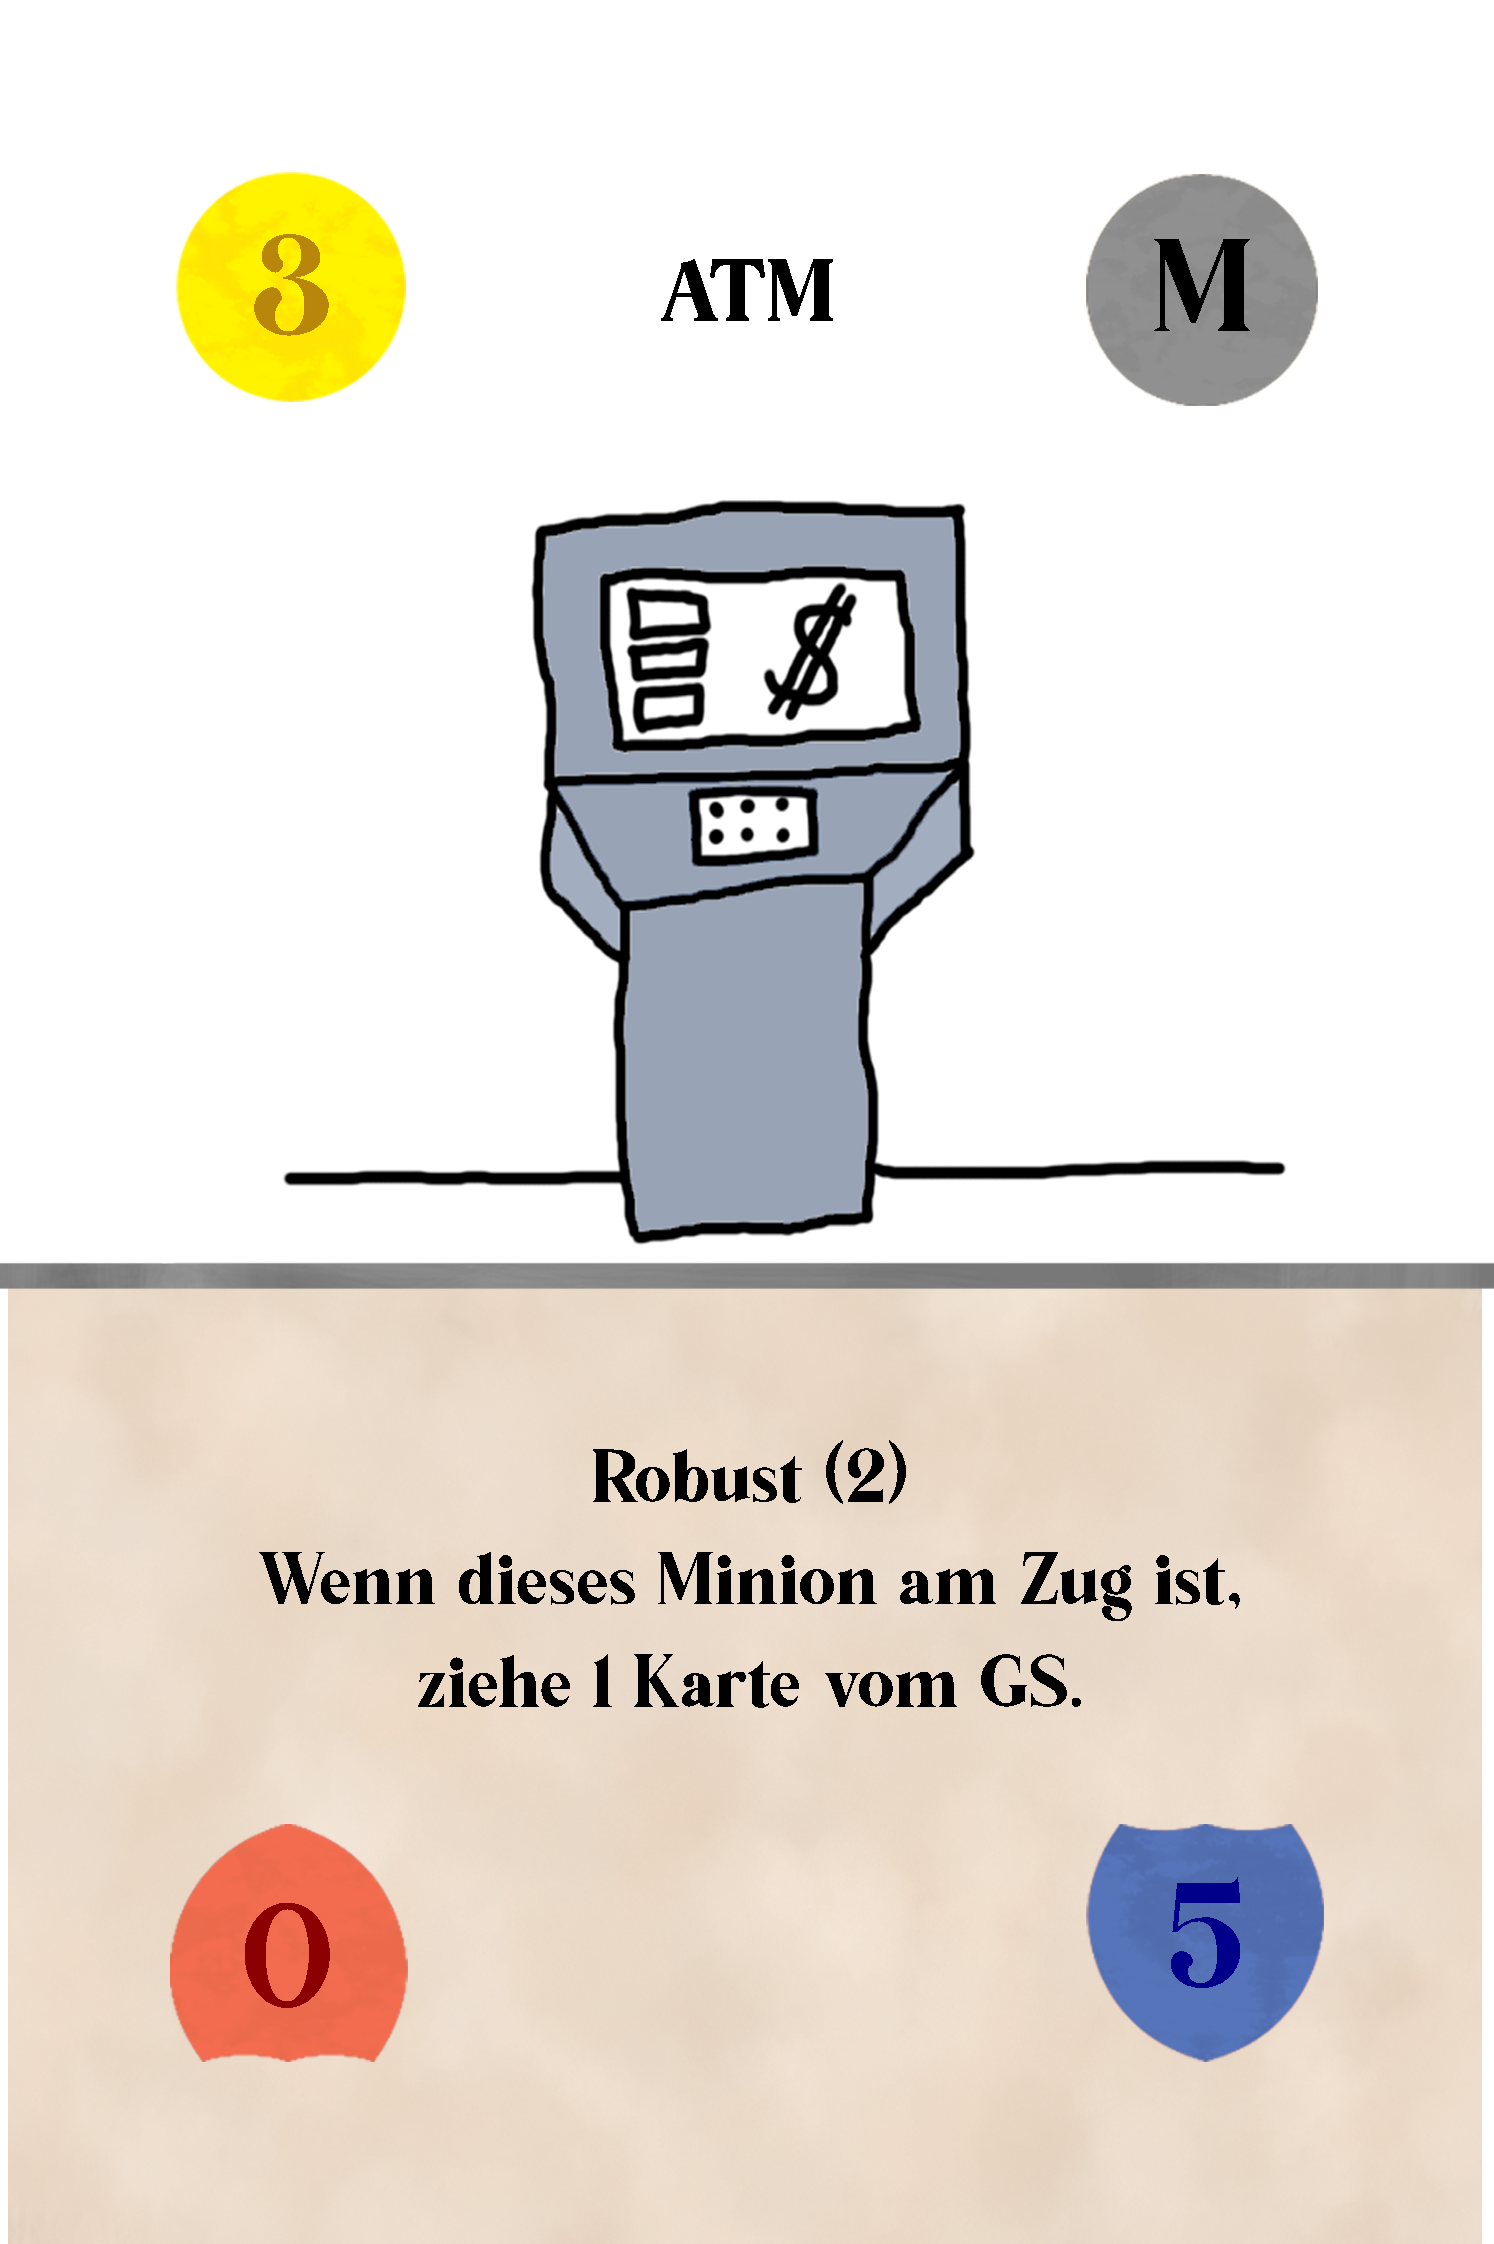 3 ATM M
$
Robust (2)
Wenn dieses Minion am Zug ist,
ziehe 1 Karte vom GS.
0 5